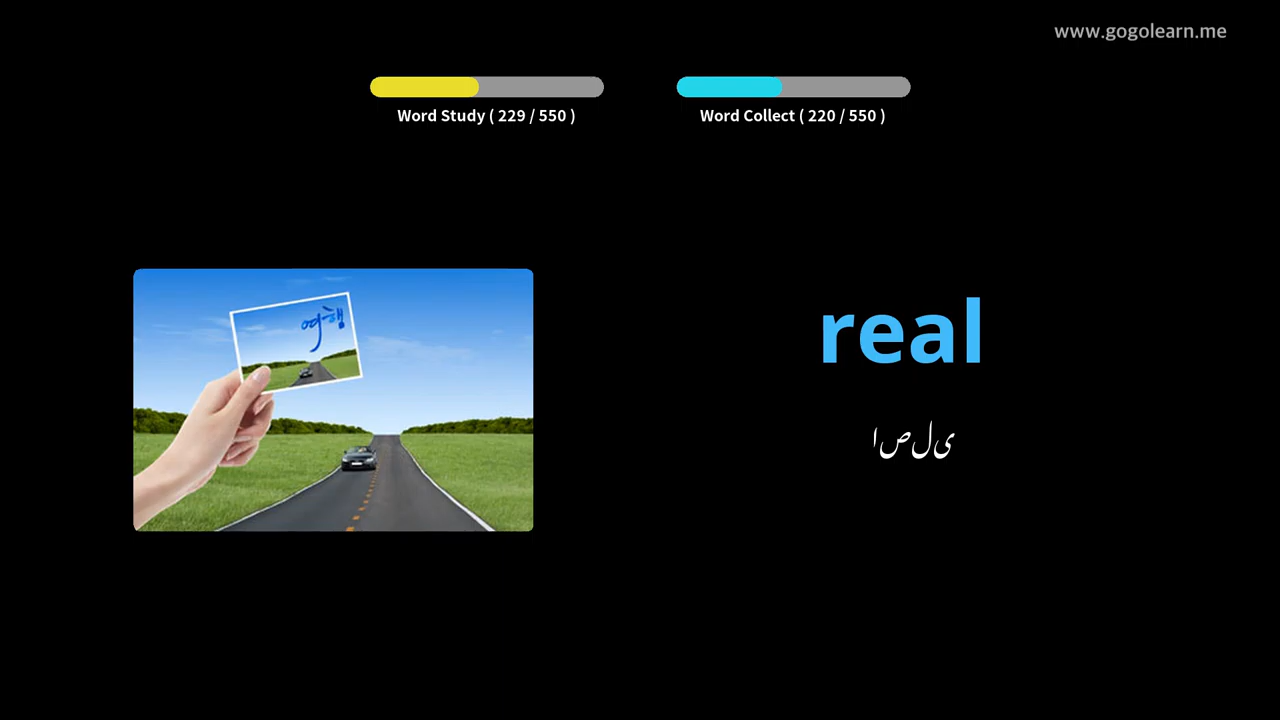 www.gogolearn.me
Word Study ( 229 / 550 )
Word Collect ( 220 / 550 )
여행
real
اصلی